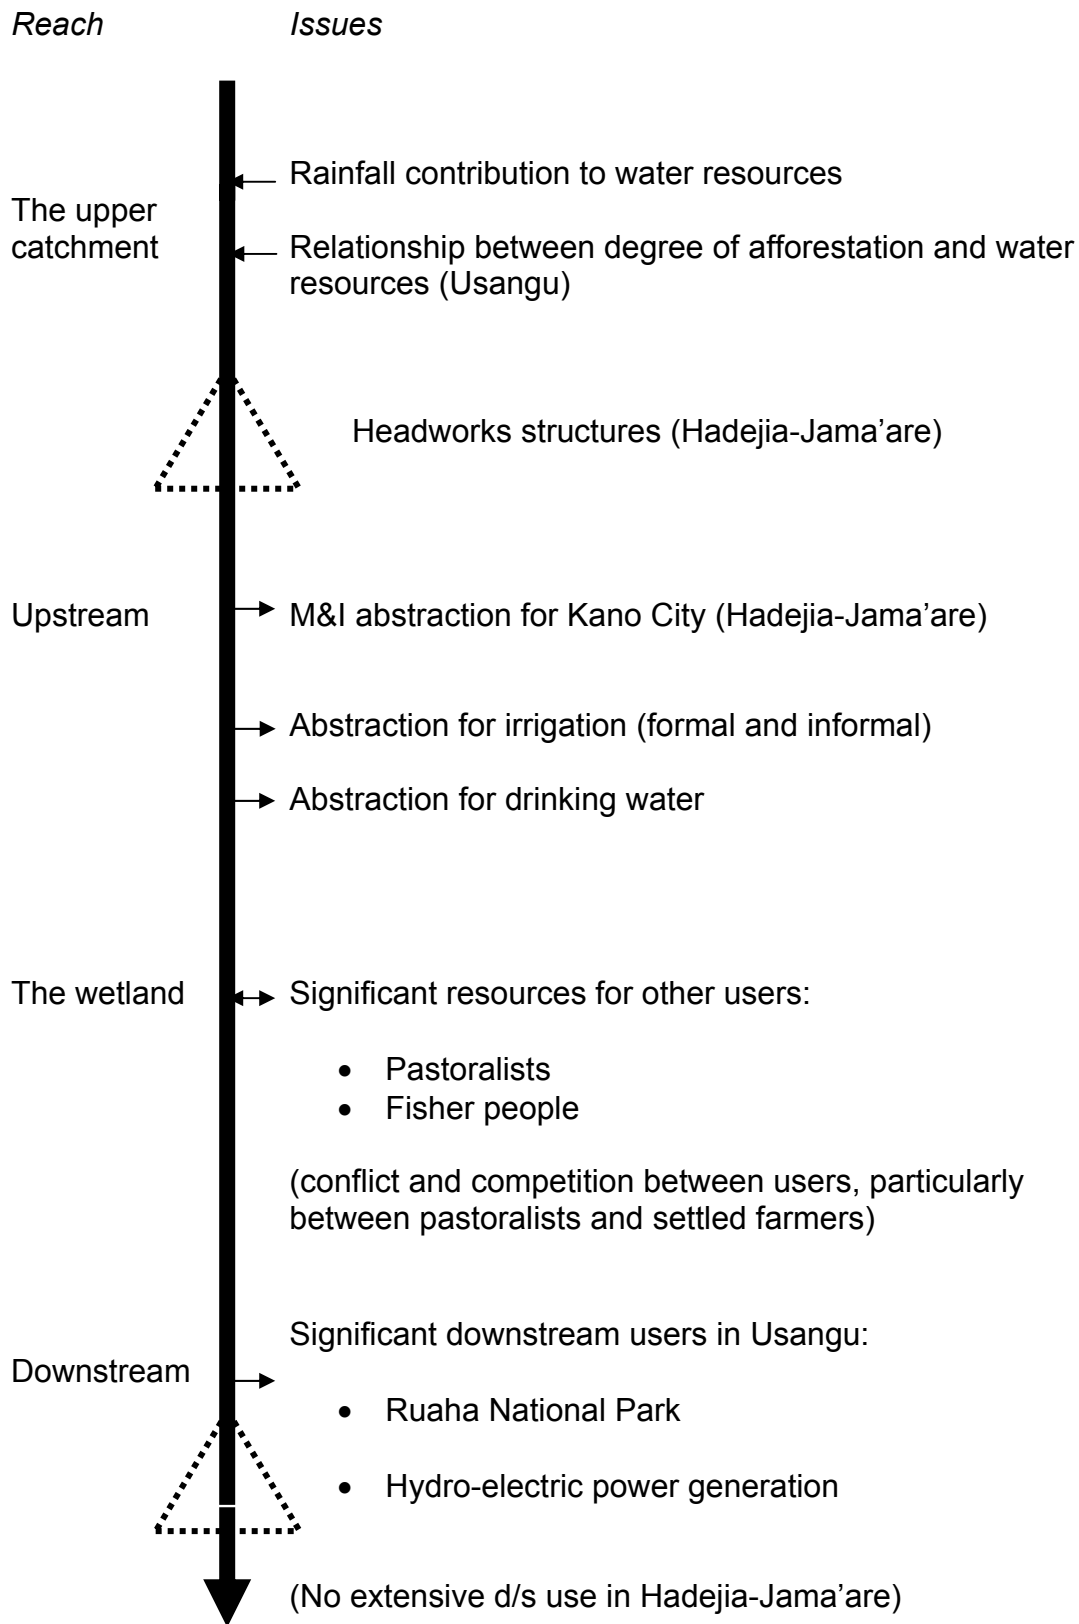 Reach Issues
Rainfall contribution to water resources
The upper
catchment
Relationship between degree of afforestation and water
resources (Usangu)
Headworks structures (Hadejia-Jama’are)
Upstream
M&I abstraction for Kano City (Hadejia-Jama’are)
Abstraction for irrigation (formal and informal)
Abstraction for drinking water
The wetland
Significant resources for other users:
• Pastoralists
• Fisher people
(conflict and competition between users, particularly
between pastoralists and settled farmers)
Significant downstream users in Usangu:
Downstream
• Ruaha National Park
• Hydro-electric power generation
(No extensive d/s use in Hadejia-Jama’are)